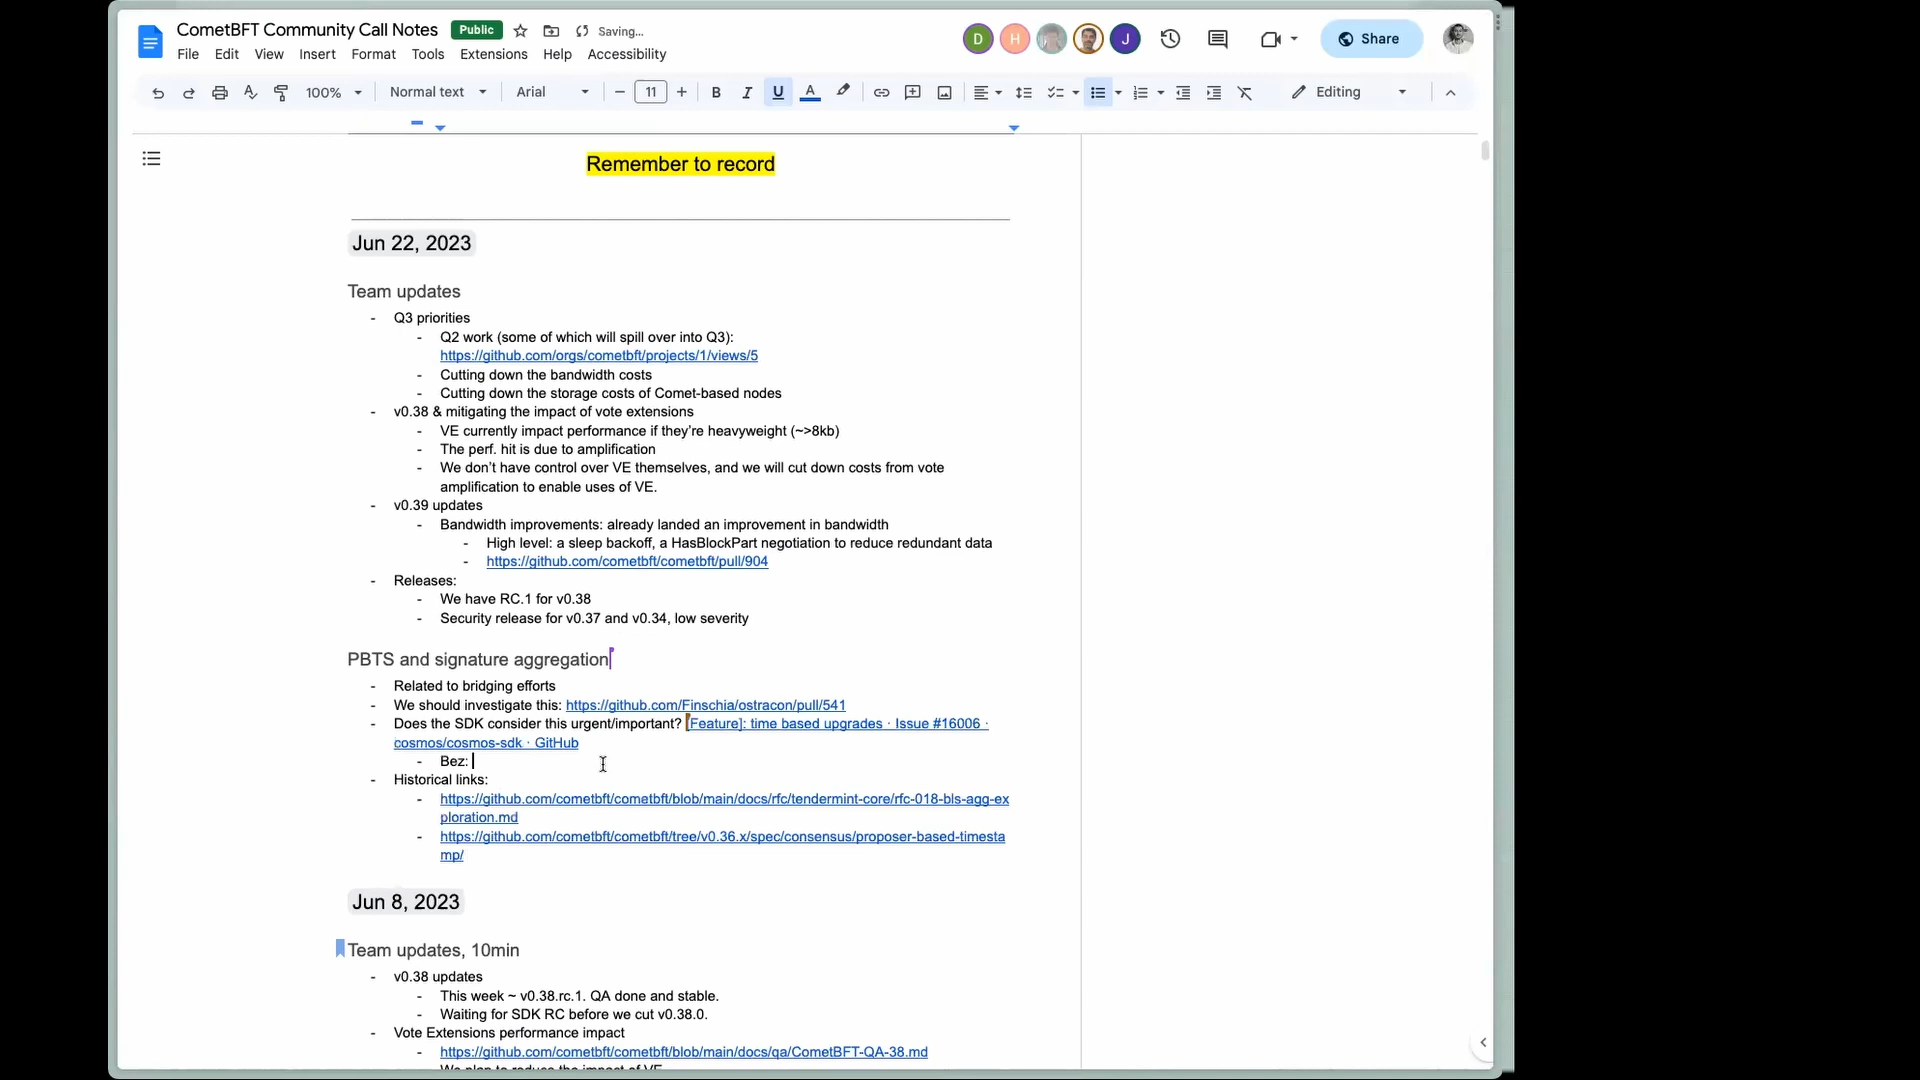 CometBFT Community Call Notes Public Saving...
File Edit View Insert Format Tools Extensions Help Accessibility
D H J Share
100% Normal text Arial 11 B I U A Editing
Remember to record
Jun 22, 2023
Team updates
- Q3 priorities
- Q2 work (some of which will spill over into Q3):
https://github.com/orgs/cometbft/projects/1/views/5
- Cutting down the bandwidth costs
- Cutting down the storage costs of Comet-based nodes
- v0.38 & mitigating the impact of vote extensions
- VE currently impact performance if they're heavyweight (~>8kb)
- The perf. hit is due to amplification
- We don't have control over VE themselves, and we will cut down costs from vote
amplification to enable uses of VE.
- v0.39 updates
- Bandwidth improvements: already landed an improvement in bandwidth
- High level: a sleep backoff, a HasBlockPart negotiation to reduce redundant data
- https://github.com/cometbft/cometbft/pull/904
- Releases:
- We have RC.1 for v0.38
- Security release for v0.37 and v0.34, low severity
PBTS and signature aggregation
- Related to bridging efforts
- We should investigate this: https://github.com/Finschia/ostracon/pull/541
- Does the SDK consider this urgent/important? [Feature]: time based upgrades · Issue #16006 ·
cosmos/cosmos-sdk · GitHub
- Bez:
- Historical links:
- https://github.com/cometbft/cometbft/blob/main/docs/rfc/tendermint-core/rfc-018-bls-agg-ex
ploration.md
- https://github.com/cometbft/cometbft/tree/v0.36.x/spec/consensus/proposer-based-timesta
mp/
Jun 8, 2023
Team updates, 10min
- v0.38 updates
- This week ~ v0.38.rc.1. QA done and stable.
- Waiting for SDK RC before we cut v0.38.0.
- Vote Extensions performance impact
- https://github.com/cometbft/cometbft/blob/main/docs/qa/CometBFT-QA-38.md
- We plan to reduce the impact of VE